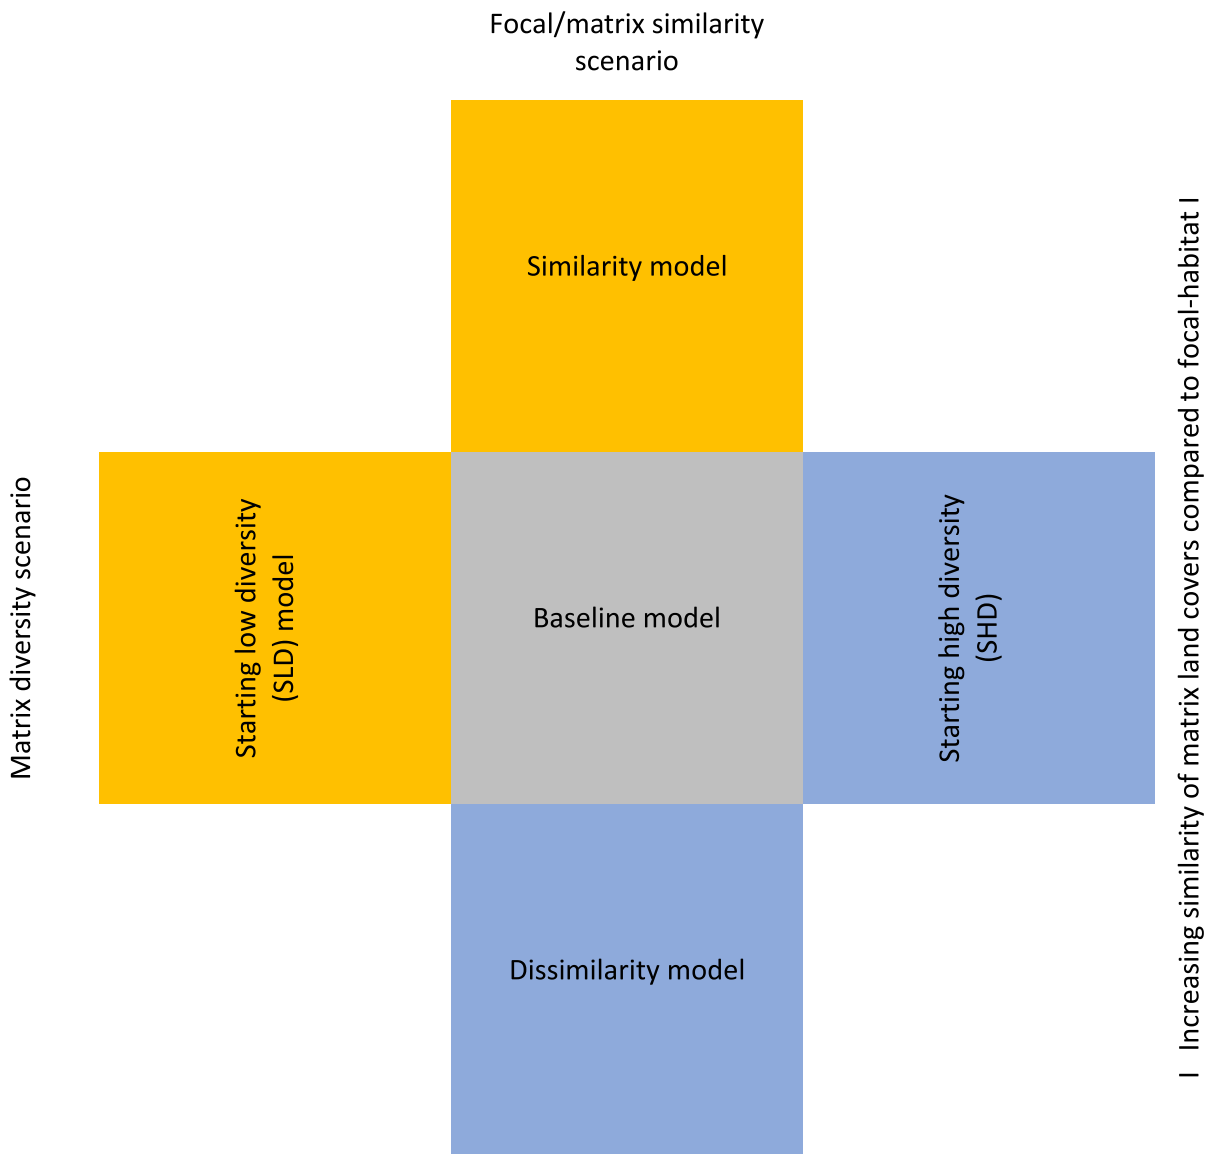 Focal/matrix similarity
scenario
Similarity model
Matrix diversity scenario
Starting low diversity
(SLD) model
Baseline model
Starting high diversity
(SHD)
Dissimilarity model
I Increasing similarity of matrix land covers compared to focal-habitat I